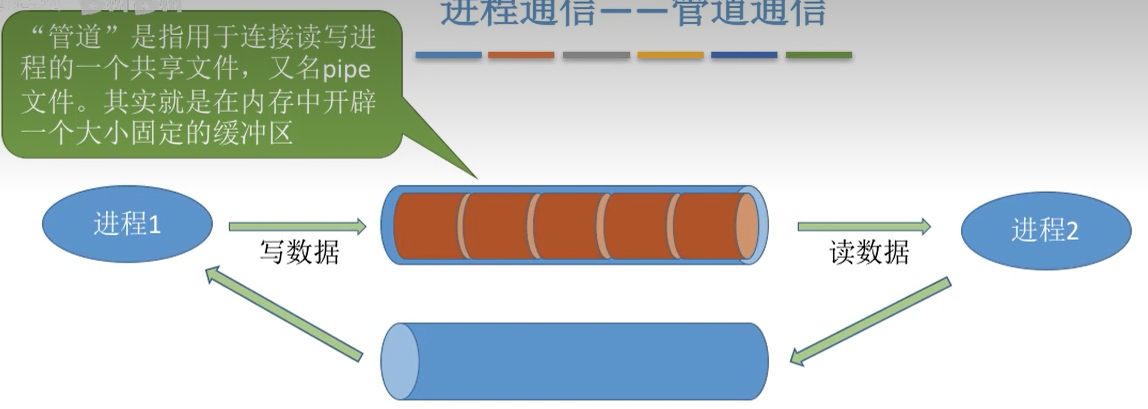 进程通信——管道通信
“管道”是指用于连接读写进
程的一个共享文件，又名pipe
文件。其实就是在内存中开辟
一个大小固定的缓冲区
进程1
写数据
读数据
进程2